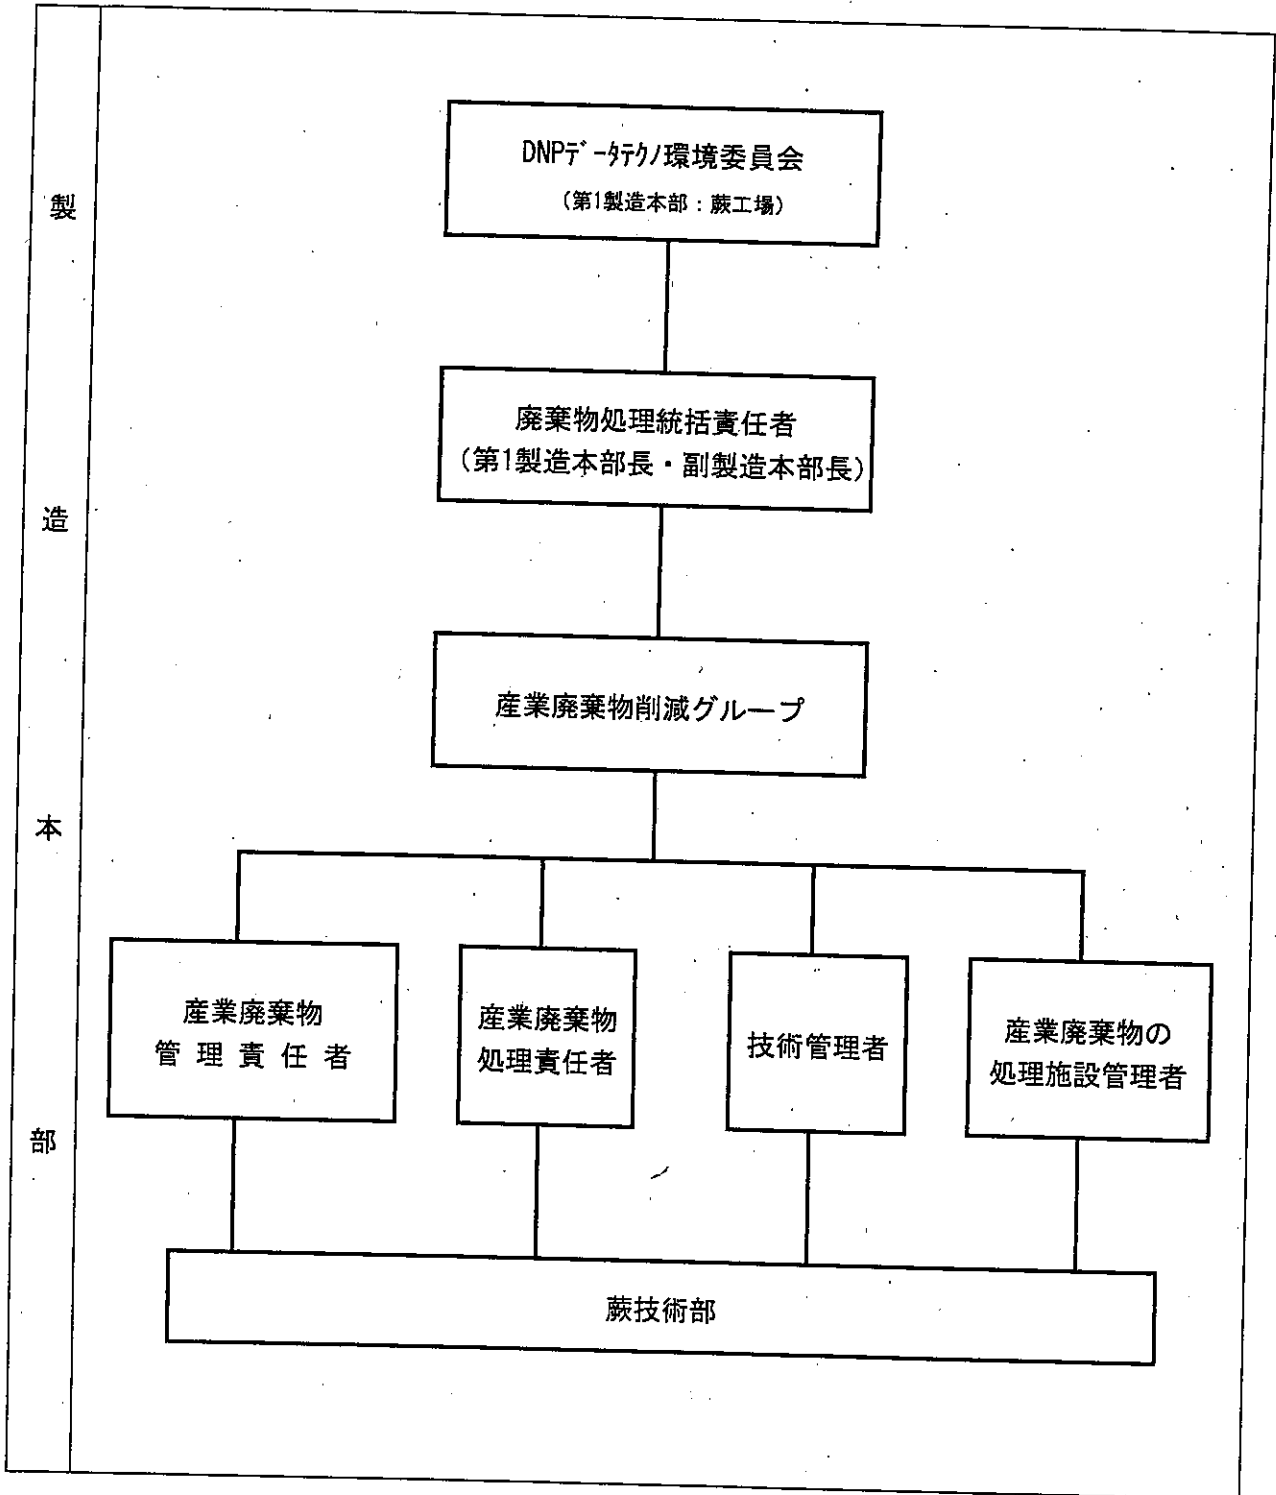 製造本部
DNPデータテクノ環境委員会
(第1製造本部：蕨工場)
廃棄物処理統括責任者
(第1製造本部長・副製造本部長)
産業廃棄物削減グループ
産業廃棄物
管理責任者
産業廃棄物
処理責任者
技術管理者
産業廃棄物の
処理施設管理者
蕨技術部